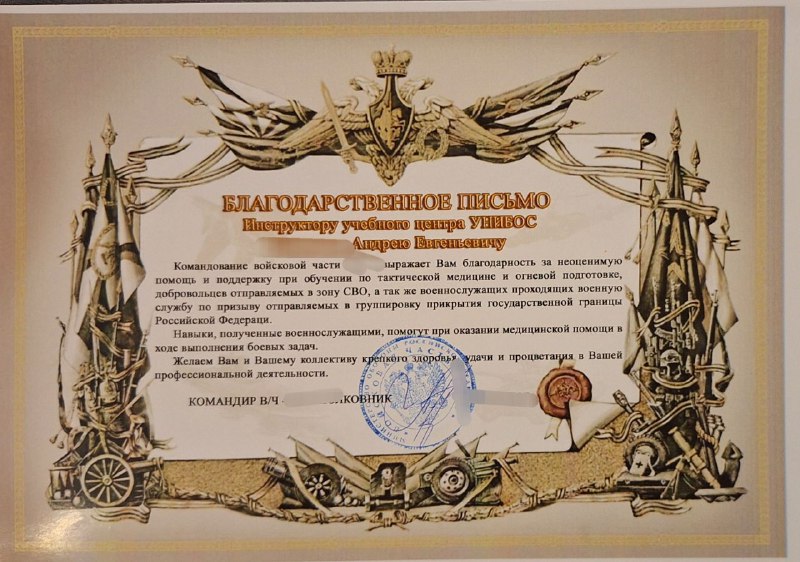 БЛАГОДАРСТВЕННОЕ ПИСЬМО
Инструктору учебного центра УНИБОС
Андрею Евгеньевичу
Командование войсковой части выражает Вам благодарность за неоценимую
помощь и поддержку при обучении по тактической медицине и огневой подготовке,
добровольцев отправляемых в зону СВО, а так же военнослужащих проходящих военную
службу по призыву отправляемых в группировку прикрытия государственной границы
Российской Федераци.
Навыки, полученные военнослужащими, помогут при оказании медицинской помощи в
ходе выполнения боевых задач.
Желаем Вам и Вашему коллективу крепкого здоровья, удачи и процветания в Вашей
профессиональной деятельности.
КОМАНДИР В/Ч - КОВНИК